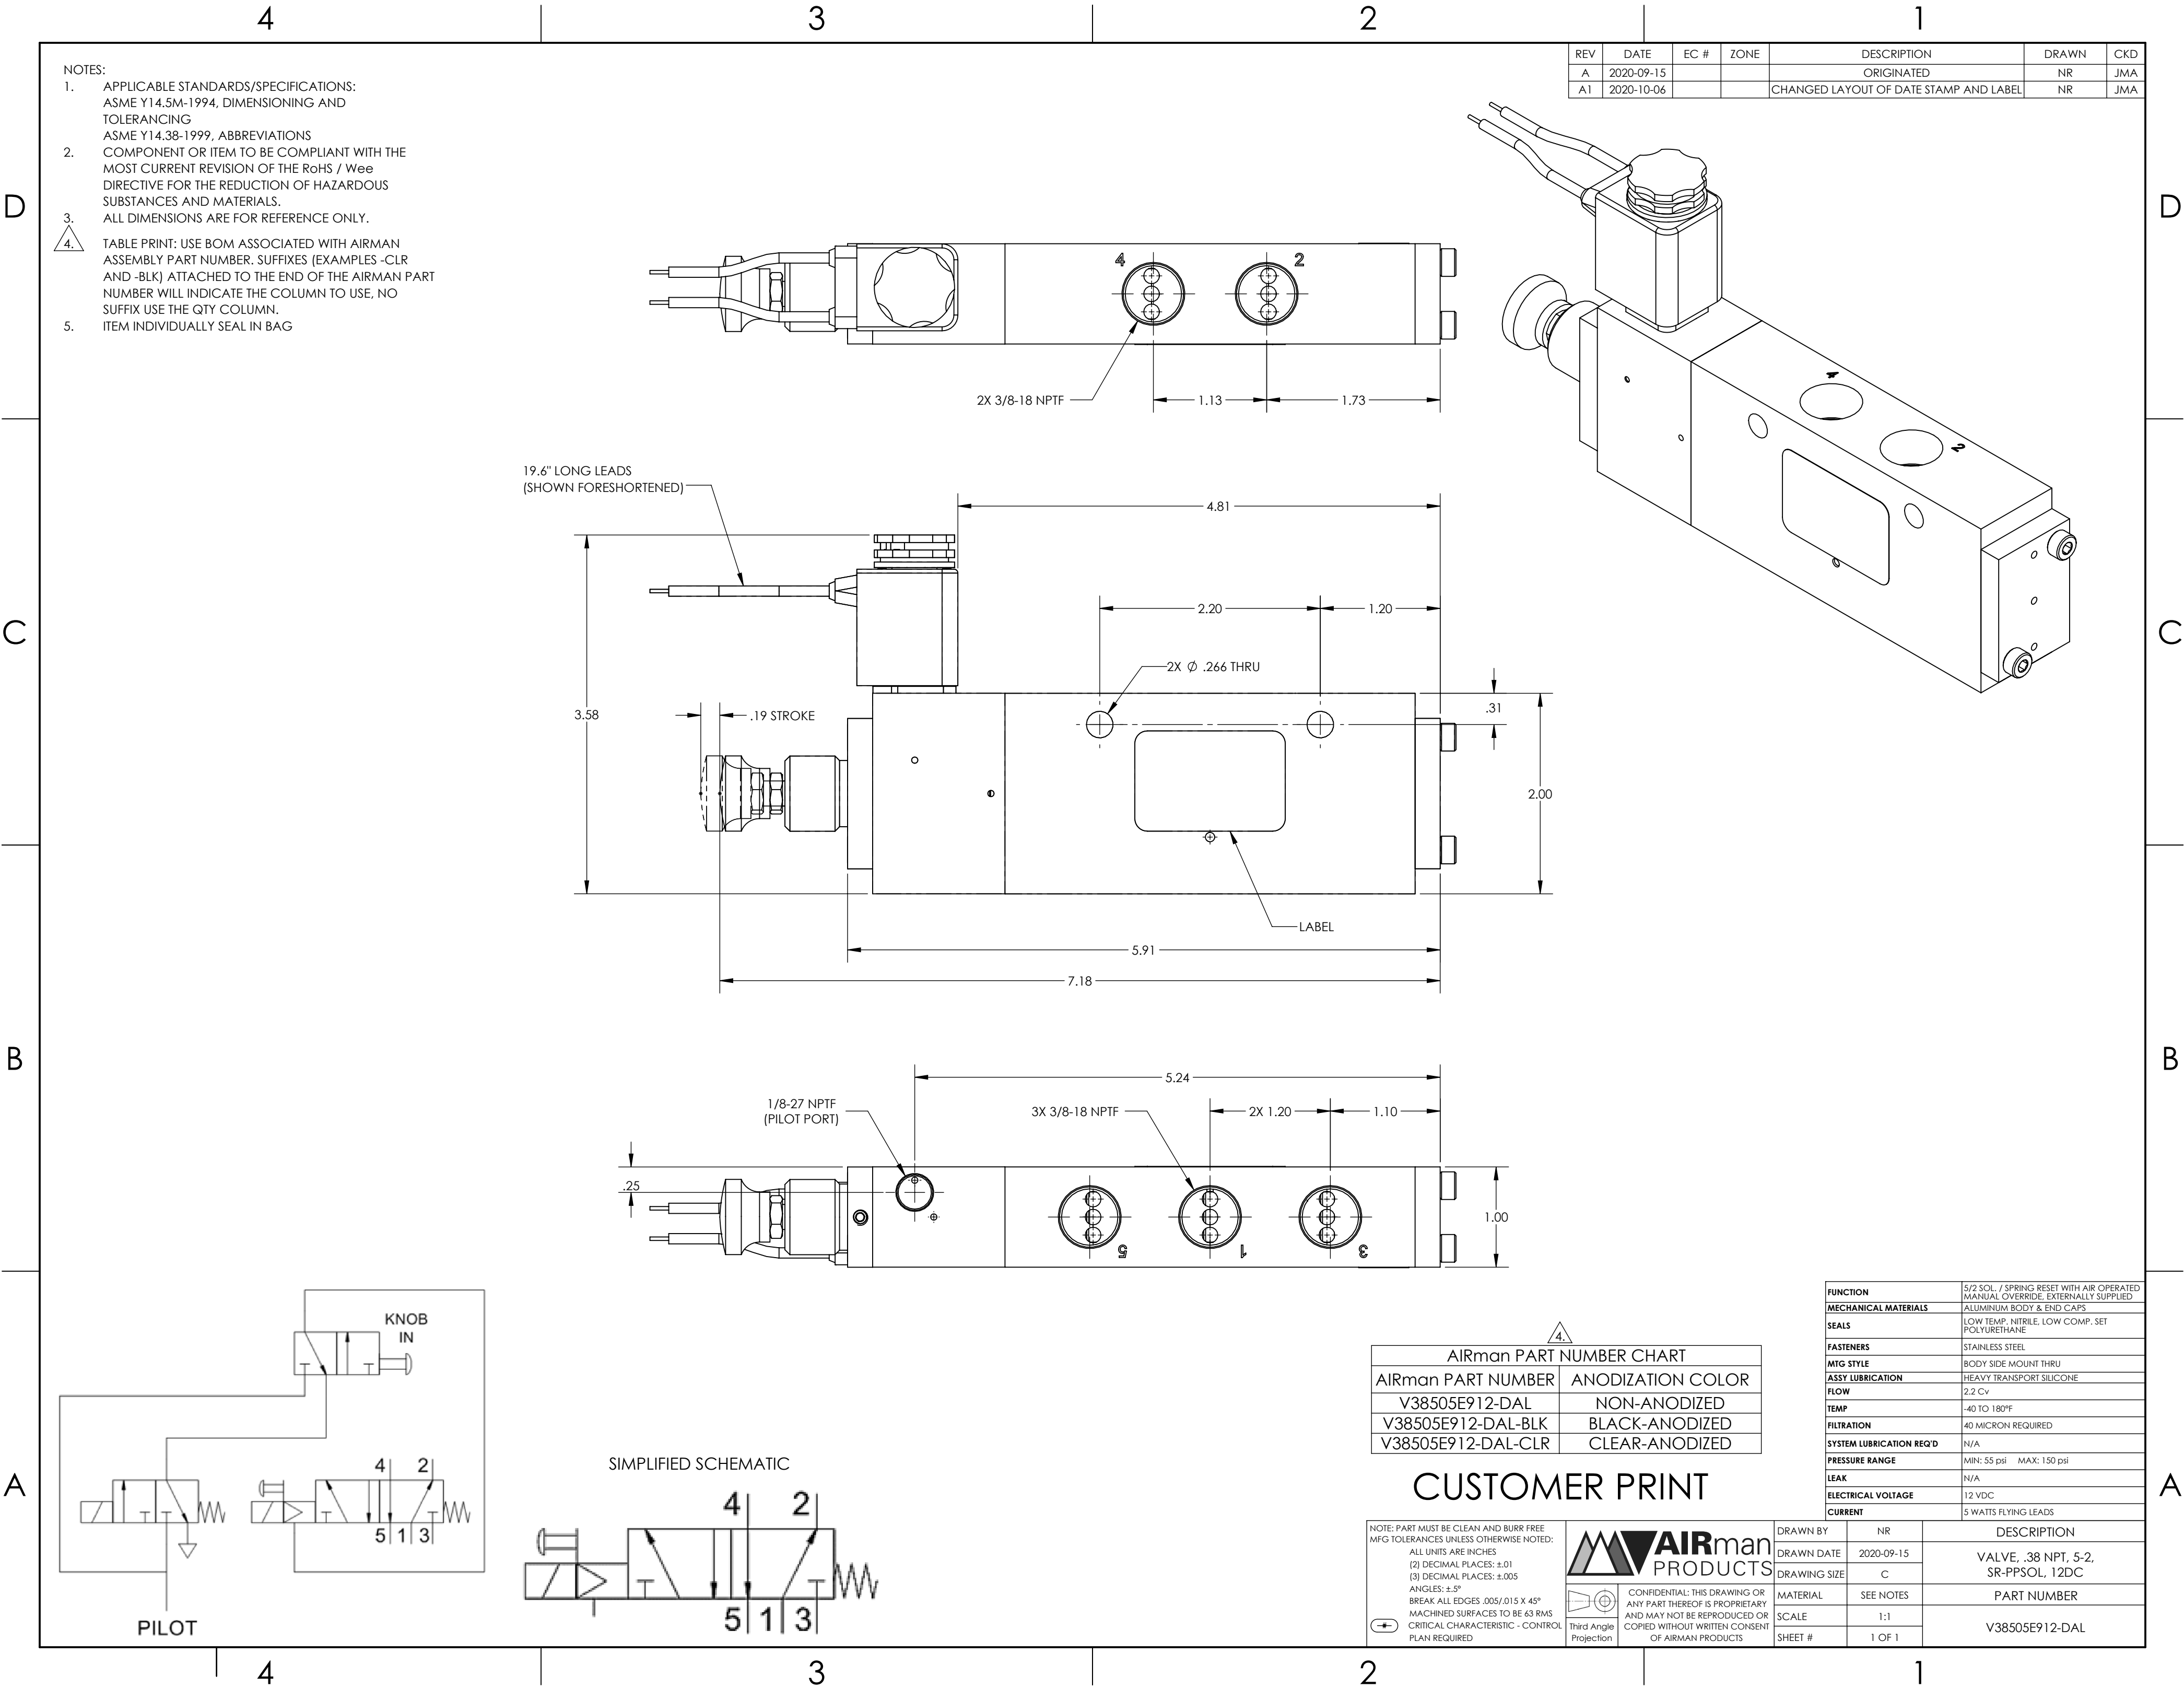 4
3
2
1
REV DATE EC # ZONE DESCRIPTION DRAWN CKD
A 2020-09-15 ORIGINATED NR JMA
A1 2020-10-06 CHANGED LAYOUT OF DATE STAMP AND LABEL NR JMA
NOTES:
1. APPLICABLE STANDARDS/SPECIFICATIONS:
ASME Y14.5M-1994, DIMENSIONING AND
TOLERANCING
ASME Y14.38-1999, ABBREVIATIONS
2. COMPONENT OR ITEM TO BE COMPLIANT WITH THE
MOST CURRENT REVISION OF THE RoHS / Wee
DIRECTIVE FOR THE REDUCTION OF HAZARDOUS
SUBSTANCES AND MATERIALS.
3. ALL DIMENSIONS ARE FOR REFERENCE ONLY.
4. TABLE PRINT: USE BOM ASSOCIATED WITH AIRMAN
ASSEMBLY PART NUMBER. SUFFIXES (EXAMPLES -CLR
AND -BLK) ATTACHED TO THE END OF THE AIRMAN PART
NUMBER WILL INDICATE THE COLUMN TO USE, NO
SUFFIX USE THE QTY COLUMN.
5. ITEM INDIVIDUALLY SEAL IN BAG
D
D
4
2
2X 3/8-18 NPTF
1.13
1.73
4
2
19.6" LONG LEADS
(SHOWN FORESHORTENED)
4.81
C
C
2.20
1.20
2X Ø .266 THRU
3.58
.19 STROKE
.31
2.00
LABEL
5.91
7.18
B
B
5.24
1/8-27 NPTF
(PILOT PORT)
3X 3/8-18 NPTF
2X 1.20
1.10
.25
1.00
5
1
3
KNOB
IN
4 2
5 1 3
PILOT
SIMPLIFIED SCHEMATIC
4 2
5 1 3
4.
AIRman PART NUMBER CHART
AIRman PART NUMBER ANODIZATION COLOR
V38505E912-DAL NON-ANODIZED
V38505E912-DAL-BLK BLACK-ANODIZED
V38505E912-DAL-CLR CLEAR-ANODIZED
CUSTOMER PRINT
FUNCTION 5/2 SOL. / SPRING RESET WITH AIR OPERATED
MANUAL OVERRIDE, EXTERNALLY SUPPLIED
MECHANICAL MATERIALS ALUMINUM BODY & END CAPS
SEALS LOW TEMP. NITRILE, LOW COMP. SET
POLYURETHANE
FASTENERS STAINLESS STEEL
MTG STYLE BODY SIDE MOUNT THRU
ASSY LUBRICATION HEAVY TRANSPORT SILICONE
FLOW 2.2 Cv
TEMP -40 TO 180°F
FILTRATION 40 MICRON REQUIRED
SYSTEM LUBRICATION REQ'D N/A
PRESSURE RANGE MIN: 55 psi MAX: 150 psi
LEAK N/A
ELECTRICAL VOLTAGE 12 VDC
CURRENT 5 WATTS FLYING LEADS
A
A
NOTE: PART MUST BE CLEAN AND BURR FREE
MFG TOLERANCES UNLESS OTHERWISE NOTED:
ALL UNITS ARE INCHES
(2) DECIMAL PLACES: ±.01
(3) DECIMAL PLACES: ±.005
ANGLES: ±.5°
BREAK ALL EDGES .005/.015 X 45°
MACHINED SURFACES TO BE 63 RMS
CRITICAL CHARACTERISTIC - CONTROL
PLAN REQUIRED
AIRman
PRODUCTS
Third Angle
Projection
CONFIDENTIAL: THIS DRAWING OR
ANY PART THEREOF IS PROPRIETARY
AND MAY NOT BE REPRODUCED OR
COPIED WITHOUT WRITTEN CONSENT
OF AIRMAN PRODUCTS
DRAWN BY NR
DRAWN DATE 2020-09-15
DRAWING SIZE C
MATERIAL SEE NOTES
SCALE 1:1
SHEET # 1 OF 1
DESCRIPTION
VALVE, .38 NPT, 5-2,
SR-PPSOL, 12DC
PART NUMBER
V38505E912-DAL
4
3
2
1